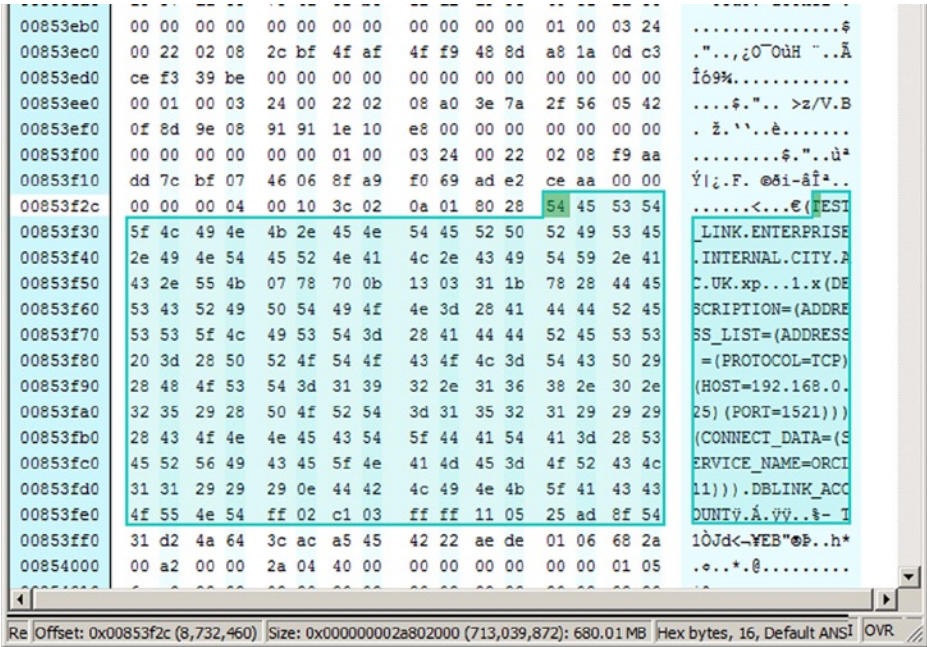 00853eb0 00 00 00 00 00 00 00 00 00 00 00 00 01 00 03 24 ...............$
00853ec0 00 22 02 08 2c bf 4f af 4f f9 48 8d a8 1a 0d c3 ."..,¿O¯OùH ¨..Ã
00853ed0 ce f3 39 be 00 00 00 00 00 00 00 00 00 00 00 00 Îó9¾............
00853ee0 00 01 00 03 24 00 22 02 08 a0 3e 7a 2f 56 05 42 ....$.".. >z/V.B
00853ef0 0f 8d 9e 08 91 91 1e 10 e8 00 00 00 00 00 00 00 . ž.‘‘..è.......
00853f00 00 00 00 00 00 00 01 00 03 24 00 22 02 08 f9 aa .........$."..ùª
00853f10 dd 7c bf 07 46 06 8f a9 f0 69 ad e2 ce aa 00 00 Ý|¿.F. ©ði-âÎª..
00853f2c 00 00 00 04 00 10 3c 02 0a 01 80 28 54 45 53 54 ......<...€(TEST
00853f30 5f 4c 49 4e 4b 2e 45 4e 54 45 52 50 52 49 53 45 _LINK.ENTERPRISE
00853f40 2e 49 4e 54 45 52 4e 41 4c 2e 43 49 54 59 2e 41 .INTERNAL.CITY.A
00853f50 43 2e 55 4b 07 78 70 0b 13 03 31 1b 78 28 44 45 C.UK.xp...1.x(DE
00853f60 53 43 52 49 50 54 49 4f 4e 3d 28 41 44 44 52 45 SCRIPTION=(ADDRE
00853f70 53 53 5f 4c 49 53 54 3d 28 41 44 44 52 45 53 53 SS_LIST=(ADDRESS
00853f80 20 3d 28 50 52 4f 54 4f 43 4f 4c 3d 54 43 50 29 =(PROTOCOL=TCP)
00853f90 28 48 4f 53 54 3d 31 39 32 2e 31 36 38 2e 30 2e (HOST=192.168.0.
00853fa0 32 35 29 28 50 4f 52 54 3d 31 35 32 31 29 29 29 25)(PORT=1521)))
00853fb0 28 43 4f 4e 4e 45 43 54 5f 44 41 54 41 3d 28 53 (CONNECT_DATA=(S
00853fc0 45 52 56 49 43 45 5f 4e 41 4d 45 3d 4f 52 43 4c ERVICE_NAME=ORCl
00853fd0 31 31 29 29 29 0e 44 42 4c 49 4e 4b 5f 41 43 43 11))).DBLINK_ACC
00853fe0 4f 55 4e 54 ff 02 c1 03 ff ff 11 05 25 ad 8f 54 OUNTÿ.Á.ÿÿ..%- T
00853ff0 31 d2 4a 64 3c ac ac a5 45 42 22 ae de 01 06 68 2a 1ÒJd<¬¥EB"®Þ..h*
00854000 00 a2 00 00 2a 04 40 00 00 00 00 00 00 00 01 05 .¢..*.@.........
Re Offset: 0x00853f2c (8,732,460) Size: 0x000000002a802000 (713,039,872): 680.01 MB Hex bytes, 16, Default ANSI OVR